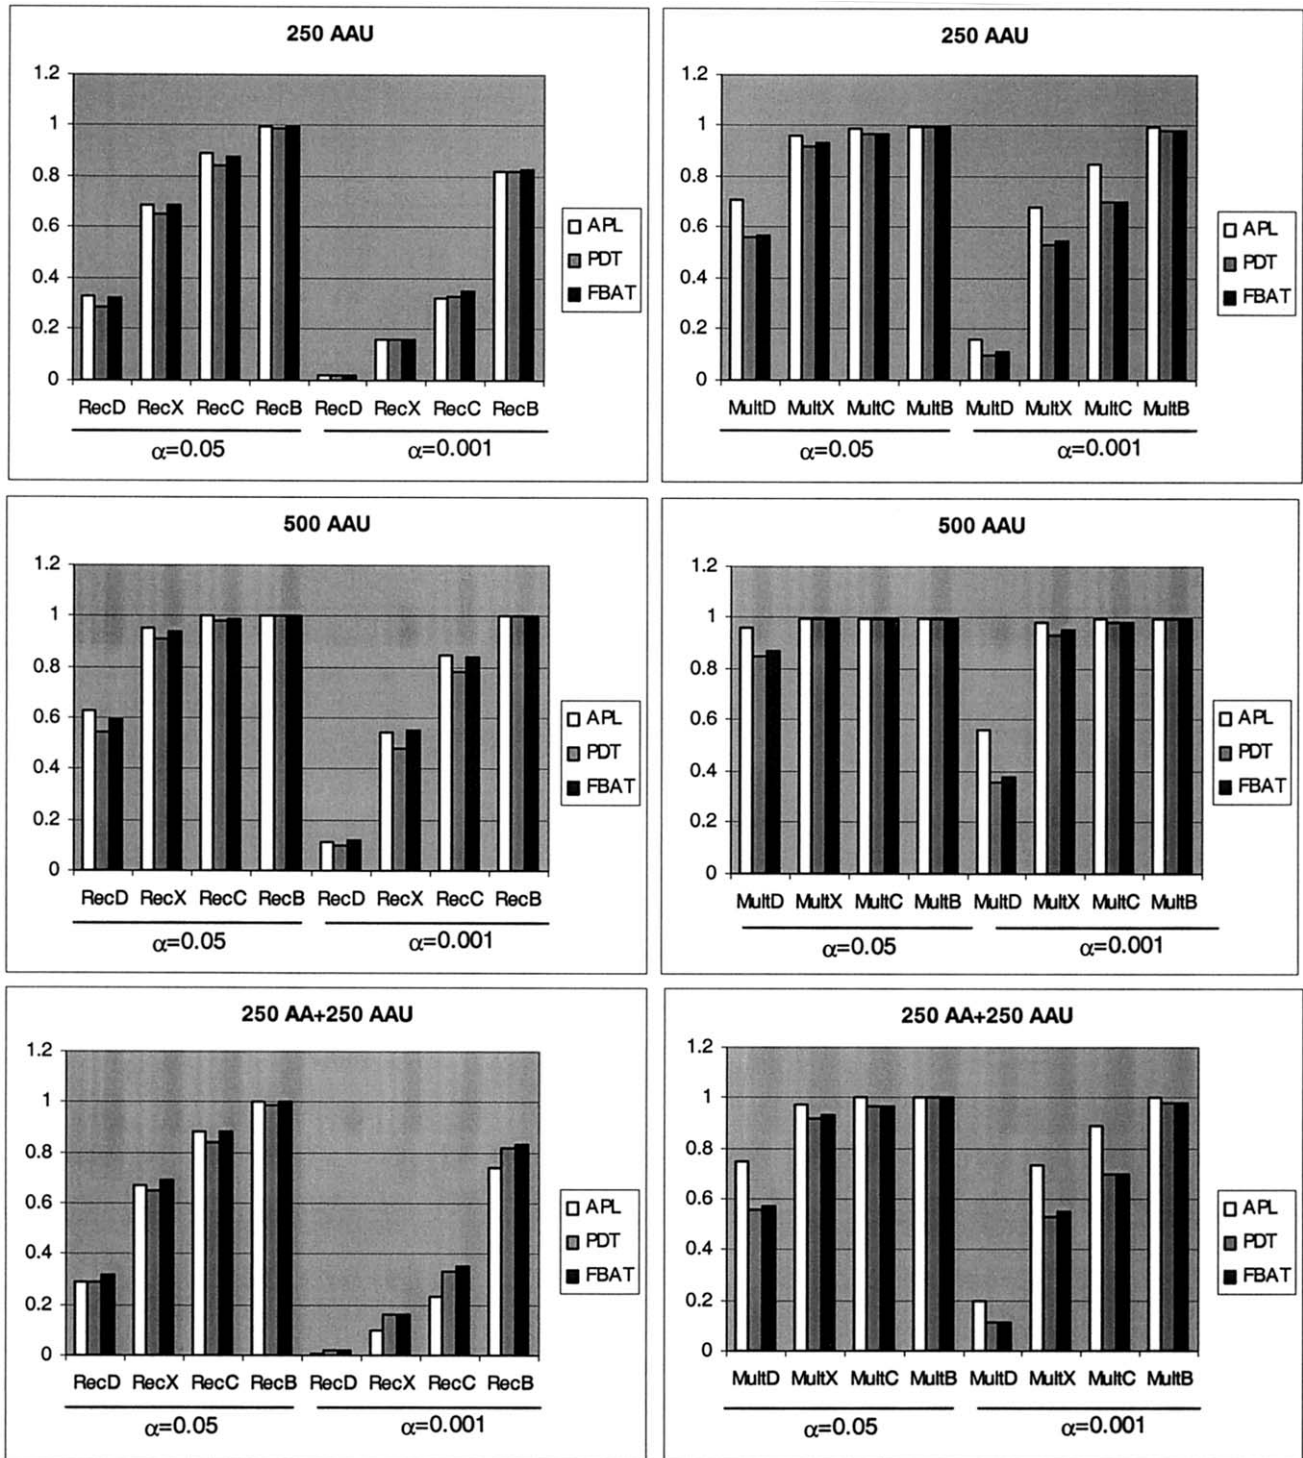 250 AAU
1.2
1
0.8
0.6
0.4
0.2
0
RecD RecX RecC RecB RecD RecX RecC RecB
α=0.05 α=0.001
APL
PDT
FBAT
250 AAU
1.2
1
0.8
0.6
0.4
0.2
0
MultD MultX MultC MultB MultD MultX MultC MultB
α=0.05 α=0.001
APL
PDT
FBAT
500 AAU
1.2
1
0.8
0.6
0.4
0.2
0
RecD RecX RecC RecB RecD RecX RecC RecB
α=0.05 α=0.001
APL
PDT
FBAT
500 AAU
1.2
1
0.8
0.6
0.4
0.2
0
MultD MultX MultC MultB MultD MultX MultC MultB
α=0.05 α=0.001
APL
PDT
FBAT
250 AA+250 AAU
1.2
1
0.8
0.6
0.4
0.2
0
RecD RecX RecC RecB RecD RecX RecC RecB
α=0.05 α=0.001
APL
PDT
FBAT
250 AA+250 AAU
1.2
1
0.8
0.6
0.4
0.2
0
MultD MultX MultC MultB MultD MultX MultC MultB
α=0.05 α=0.001
APL
PDT
FBAT